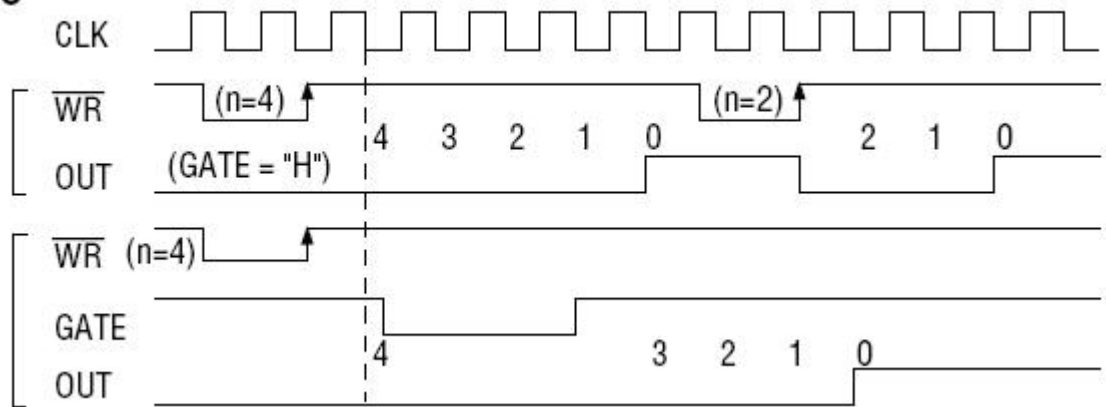 CLK
WR (n=4) (n=2)
4 3 2 1 0 2 1 0
OUT (GATE = "H")
WR (n=4)
GATE
4 3 2 1 0
OUT